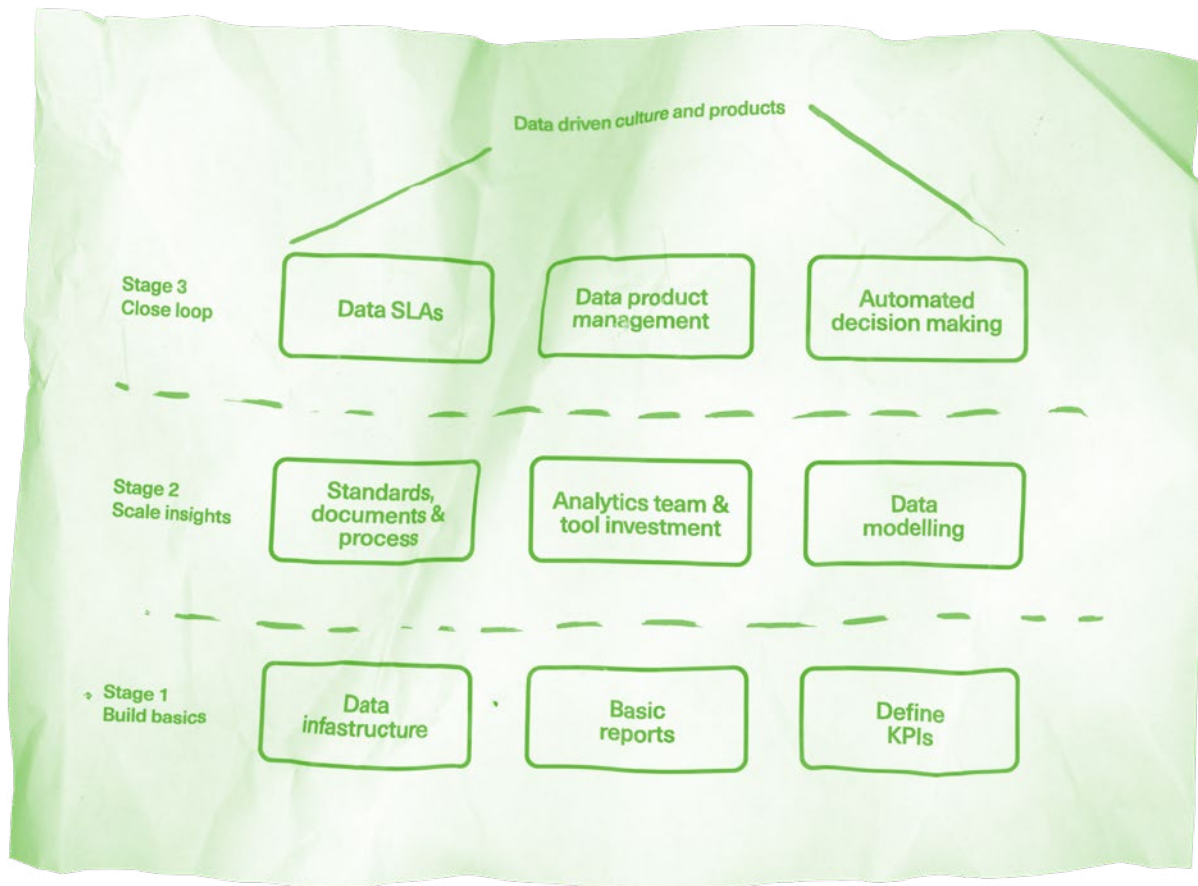 Data driven culture and products
Stage 3
Close loop
Data SLAs
Data product
management
Automated
decision making
Stage 2
Scale insights
Standards,
documents &
process
Analytics team &
tool investment
Data
modelling
Stage 1
Build basics
Data
infastructure
Basic
reports
Define
KPIs